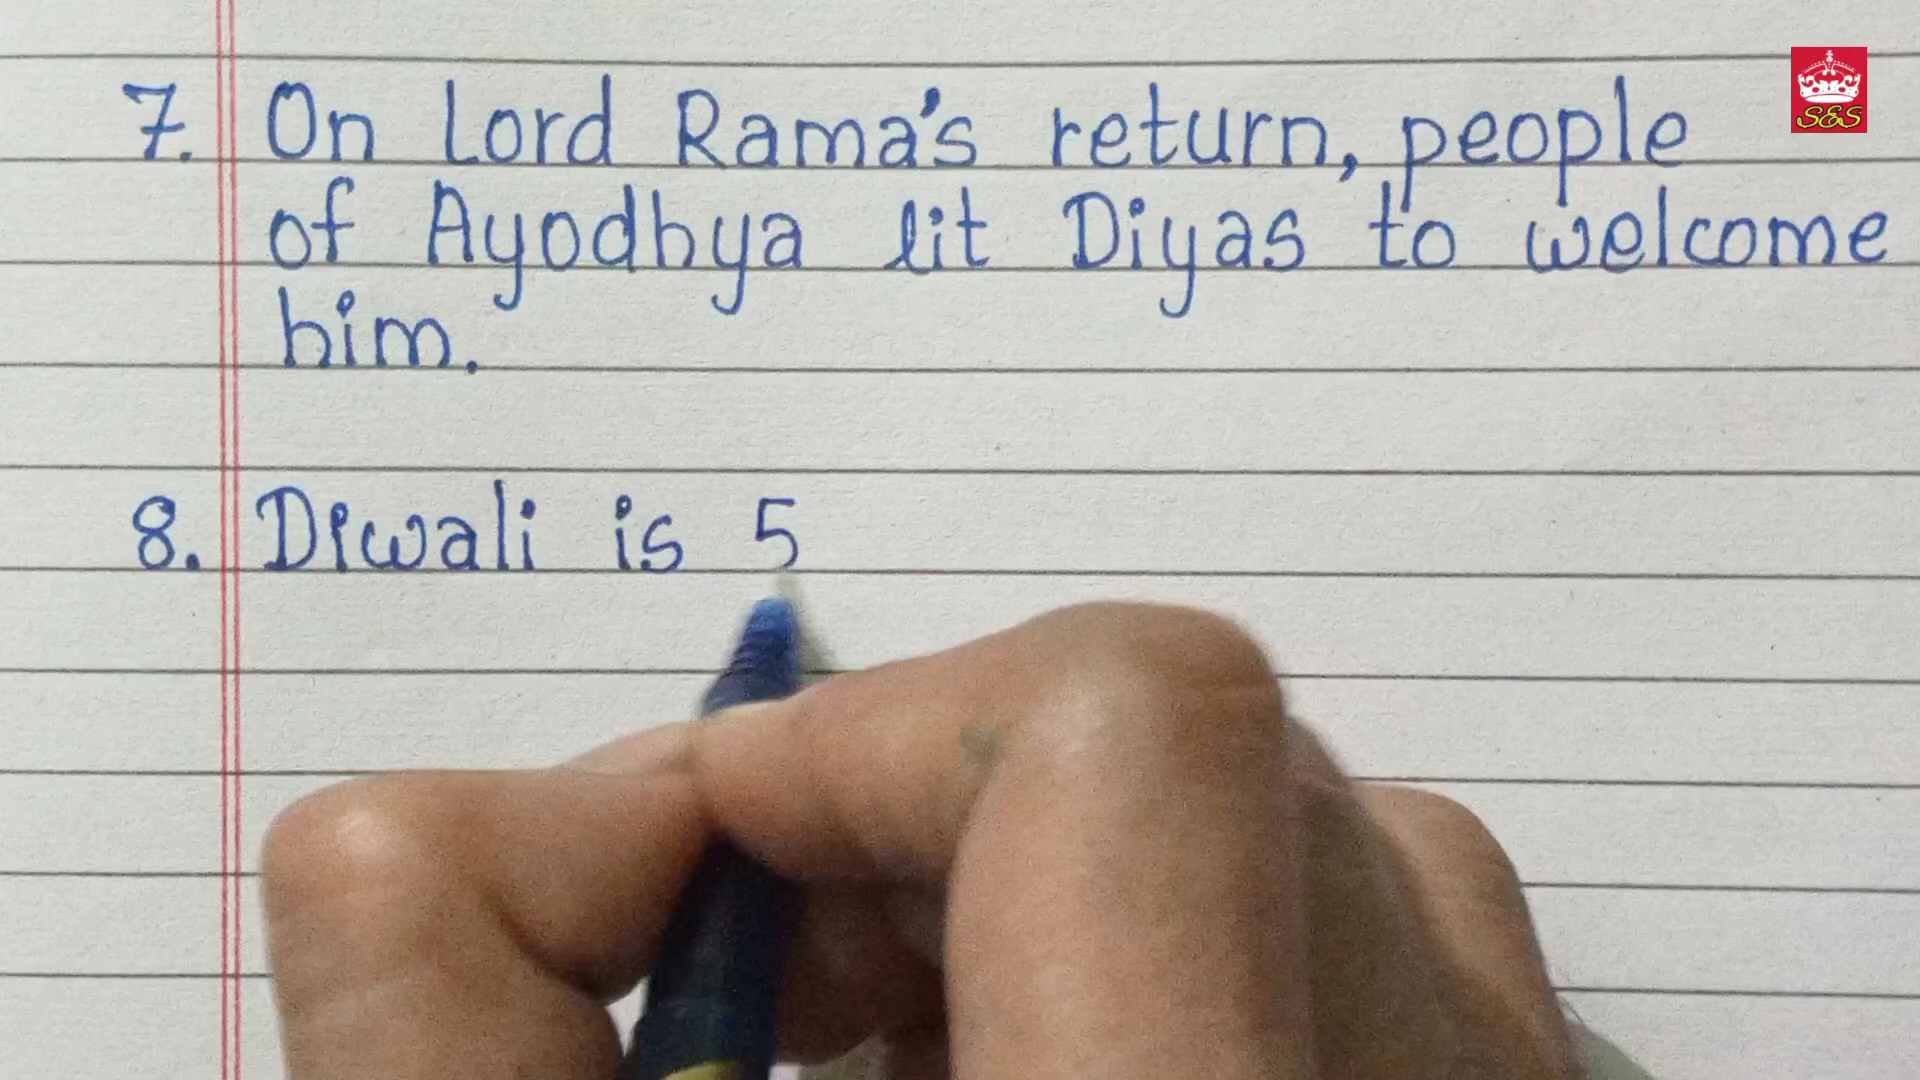 S&S
7. On Lord Rama's return, people
of Ayodhya lit Diyas to welcome
him.
8. Diwali is 5